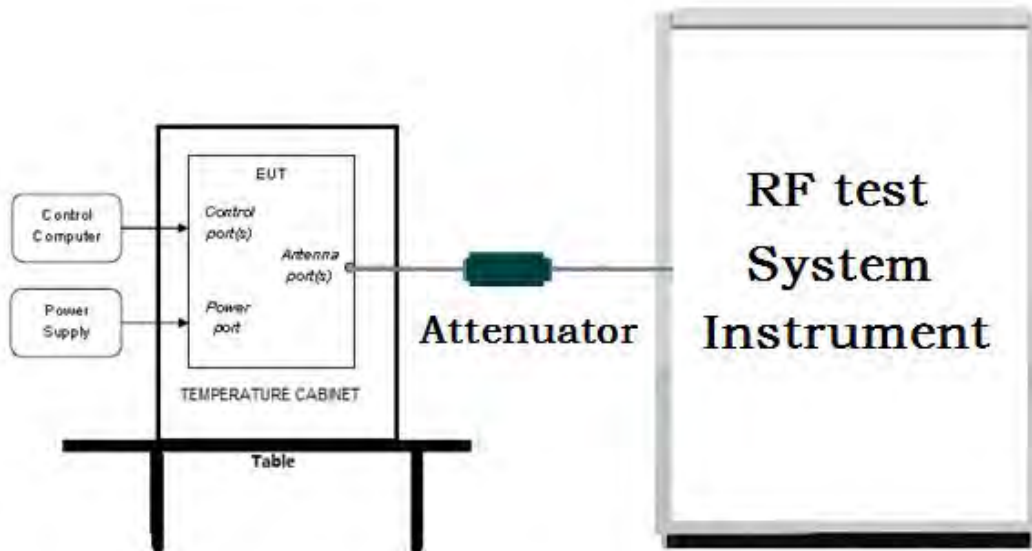 Control
Computer
Power
Supply
EUT
Control
port(s)
Antenna
port(s)
Power
port
TEMPERATURE CABINET
Table
Attenuator
RF test
System
Instrument